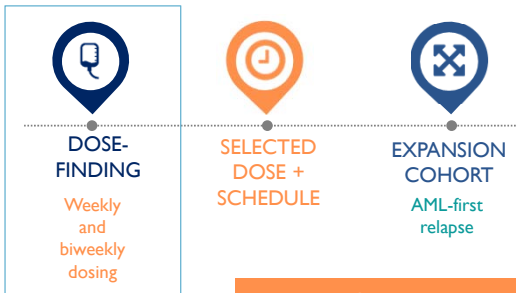 DOSE-
FINDING
Weekly
and
biweekly
dosing
SELECTED
DOSE +
SCHEDULE
EXPANSION
COHORT
AML-first
relapse